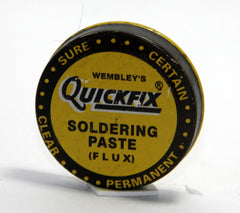 SURE • CERTAIN
WEMBLEY'S
QUICKFIX®
SOLDERING
PASTE
(FLUX)
CLEAR • PERMANENT